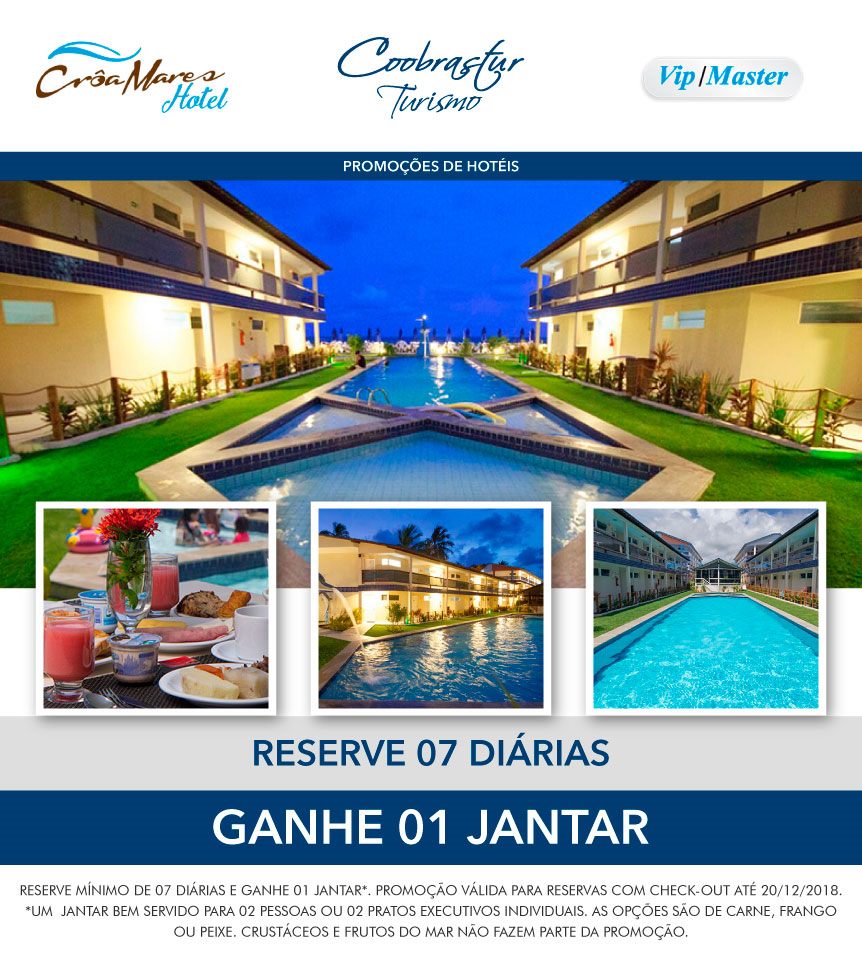 Crôa Mares
Hotel
Coobrastur
Turismo
Vip/Master
PROMOÇÕES DE HOTÉIS
RESERVE 07 DIÁRIAS
GANHE 01 JANTAR
RESERVE MÍNIMO DE 07 DIÁRIAS E GANHE 01 JANTAR*. PROMOÇÃO VÁLIDA PARA RESERVAS COM CHECK-OUT ATÉ 20/12/2018.
*UM JANTAR BEM SERVIDO PARA 02 PESSOAS OU 02 PRATOS EXECUTIVOS INDIVIDUAIS. AS OPÇÕES SÃO DE CARNE, FRANGO
OU PEIXE. CRUSTÁCEOS E FRUTOS DO MAR NÃO FAZEM PARTE DA PROMOÇÃO.